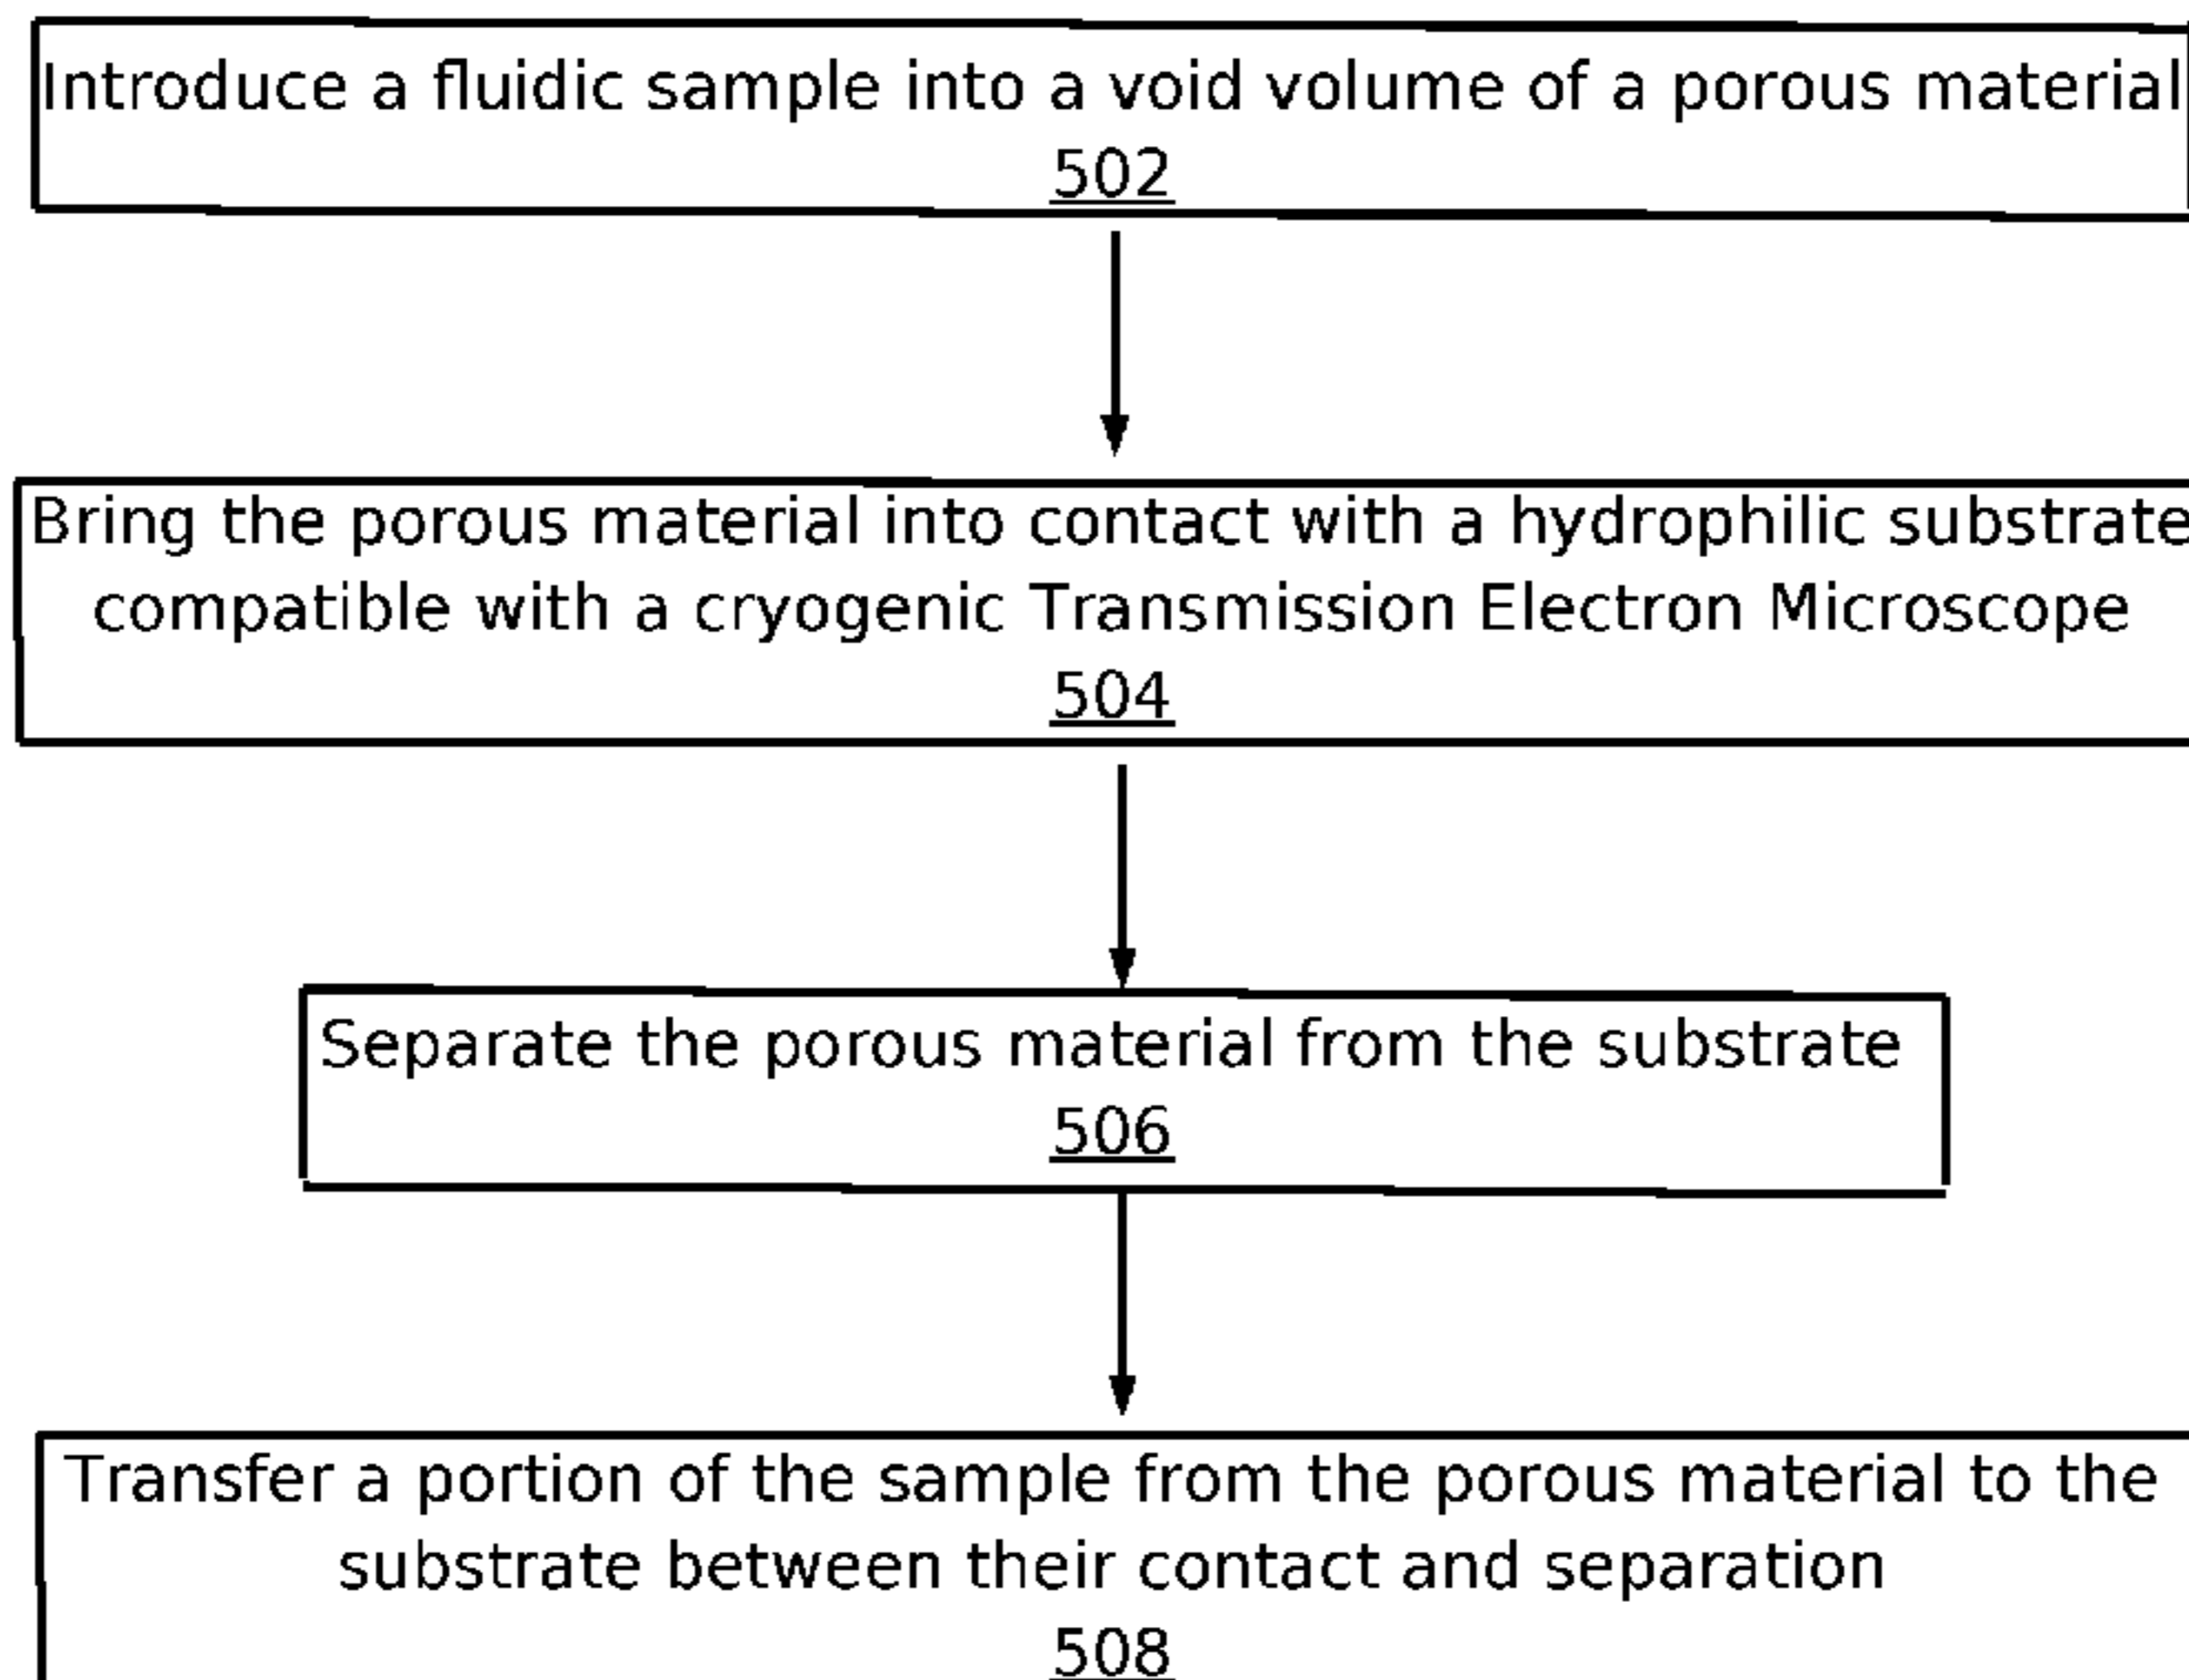 Introduce a fluidic sample into a void volume of a porous material
502
Bring the porous material into contact with a hydrophilic substrate
compatible with a cryogenic Transmission Electron Microscope
504
Separate the porous material from the substrate
506
Transfer a portion of the sample from the porous material to the
substrate between their contact and separation
508